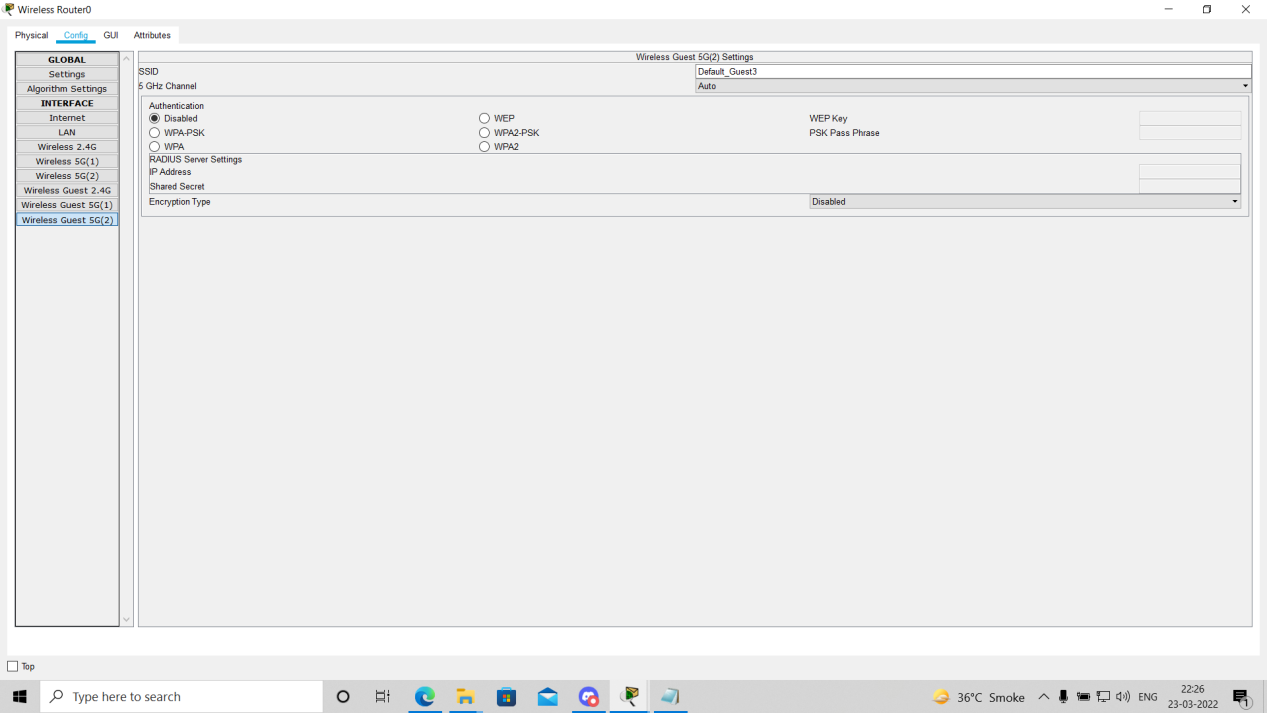 Wireless Router0
Physical Config GUI Attributes
GLOBAL
Settings
Algorithm Settings
INTERFACE
Internet
LAN
Wireless 2.4G
Wireless 5G(1)
Wireless 5G(2)
Wireless Guest 2.4G
Wireless Guest 5G(1)
Wireless Guest 5G(2)
Wireless Guest 5G(2) Settings
SSID Default_Guest3
5 GHz Channel Auto
Authentication
Disabled WEP WEP Key
WPA-PSK WPA2-PSK PSK Pass Phrase
WPA WPA2
RADIUS Server Settings
IP Address
Shared Secret
Encryption Type Disabled
Top
Type here to search
36°C Smoke ENG
22:26
23-03-2022
1